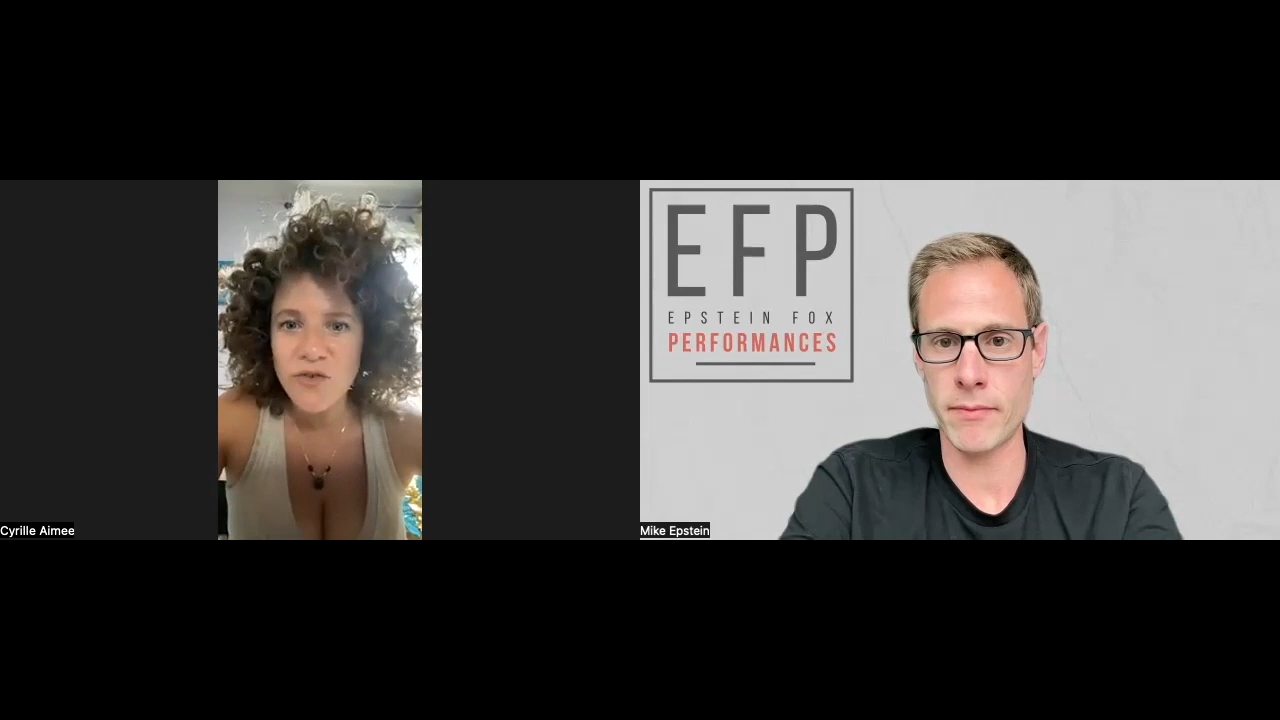 EFP
EPSTEIN FOX
PERFORMANCES
Cyrille Aimee
Mike Epstein